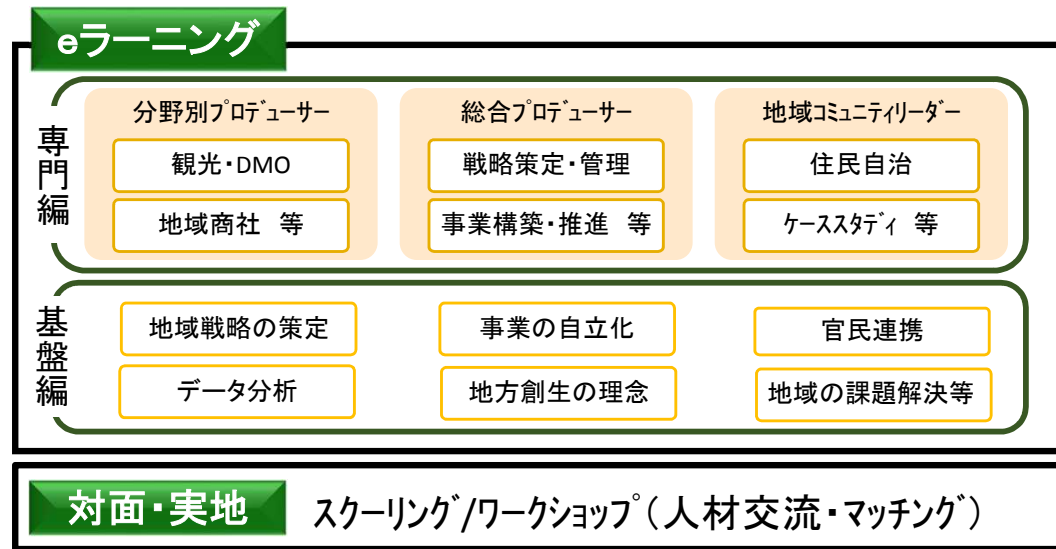 eラーニング
専門編
分野別ﾌﾟﾛﾃﾞｭｰｻｰ
観光・DMO
地域商社 等
総合ﾌﾟﾛﾃﾞｭｰｻｰ
戦略策定・管理
事業構築・推進 等
地域ｺﾐｭﾆﾃｨﾘｰﾀﾞｰ
住民自治
ｹｰｽｽﾀﾃﾞｨ 等
基盤編
地域戦略の策定
事業の自立化
官民連携
データ分析
地方創生の理念
地域の課題解決等
対面・実地
ｽｸｰﾘﾝｸﾞ/ﾜｰｸｼｮｯﾌﾟ（人材交流・ﾏｯﾁﾝｸﾞ）